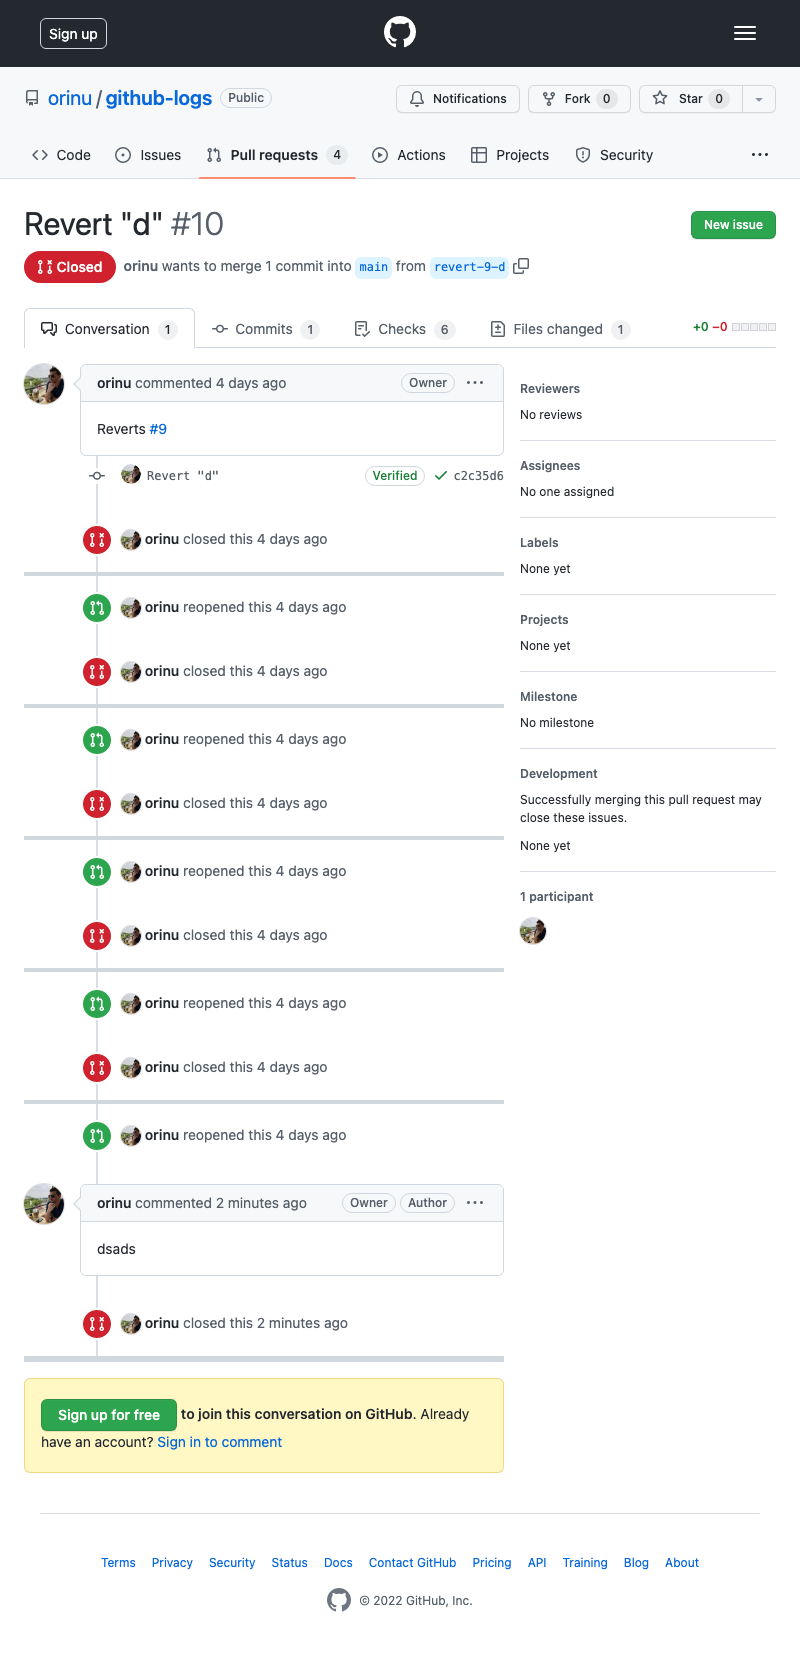 Sign up
orinu / github-logs Public
Notifications Fork 0 Star 0
Code Issues Pull requests 4 Actions Projects Security
Revert "d" #10
New issue
Closed orinu wants to merge 1 commit into main from revert-9-d
Conversation 1 Commits 1 Checks 6 Files changed 1 +0 −0
orinu commented 4 days ago Owner
Reverts #9
Revert "d" Verified c2c35d6
orinu closed this 4 days ago
orinu reopened this 4 days ago
orinu closed this 4 days ago
orinu reopened this 4 days ago
orinu closed this 4 days ago
orinu reopened this 4 days ago
orinu closed this 4 days ago
orinu reopened this 4 days ago
orinu closed this 4 days ago
orinu reopened this 4 days ago
orinu commented 2 minutes ago Owner Author
dsads
orinu closed this 2 minutes ago
Sign up for free to join this conversation on GitHub. Already
have an account? Sign in to comment
Reviewers
No reviews
Assignees
No one assigned
Labels
None yet
Projects
None yet
Milestone
No milestone
Development
Successfully merging this pull request may
close these issues.
None yet
1 participant
Terms Privacy Security Status Docs Contact GitHub Pricing API Training Blog About
© 2022 GitHub, Inc.